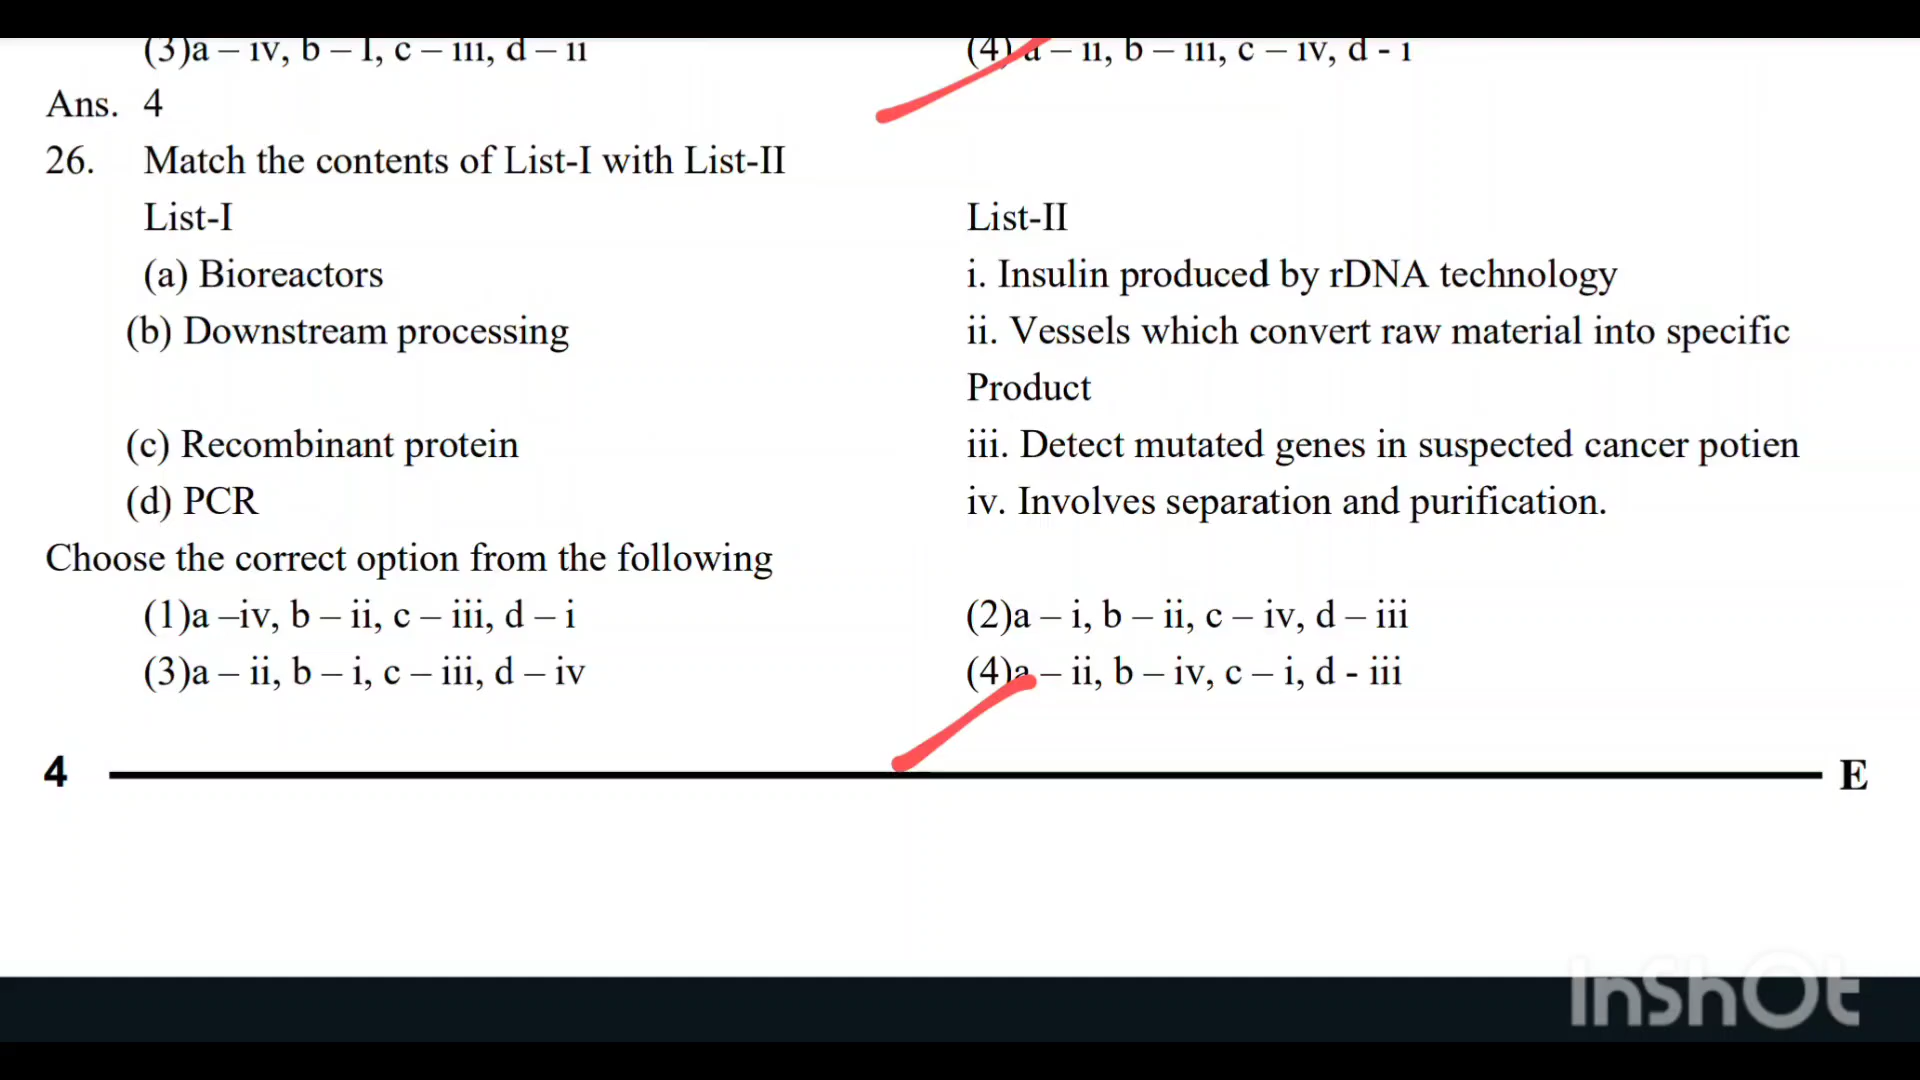 (3)a – iv, b – I, c – iii, d – ii (4) a – ii, b – iii, c – iv, d - i
Ans. 4
26. Match the contents of List-I with List-II
List-I List-II
(a) Bioreactors i. Insulin produced by rDNA technology
(b) Downstream processing ii. Vessels which convert raw material into specific
Product
(c) Recombinant protein iii. Detect mutated genes in suspected cancer potien
(d) PCR iv. Involves separation and purification.
Choose the correct option from the following
(1)a –iv, b – ii, c – iii, d – i (2)a – i, b – ii, c – iv, d – iii
(3)a – ii, b – i, c – iii, d – iv (4)a – ii, b – iv, c – i, d - iii
4 E
InShOt